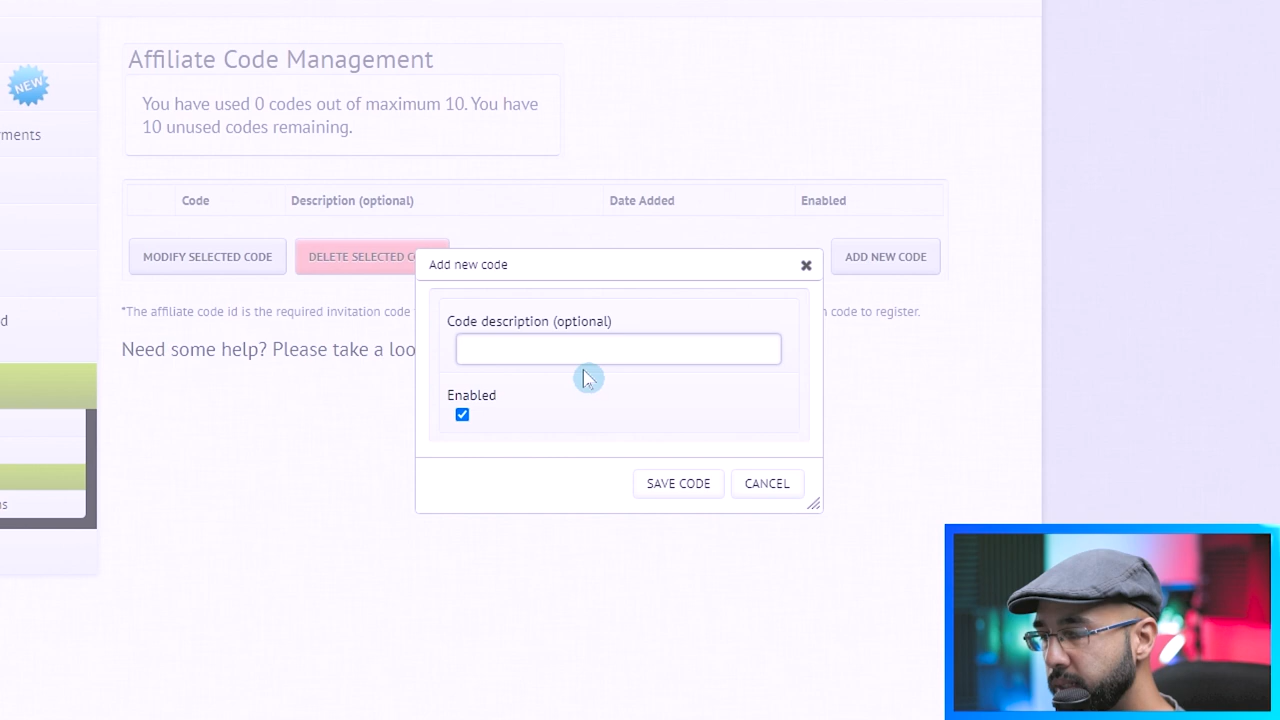 Affiliate Code Management
NEW
You have used 0 codes out of maximum 10. You have
10 unused codes remaining.
ments
Code Description (optional) Date Added Enabled
MODIFY SELECTED CODE DELETE SELECTED ADD NEW CODE
Add new code
*The affiliate code id is the required invitation code code to register.
d
Code description (optional)
Need some help? Please take a loo
Enabled
SAVE CODE CANCEL
s